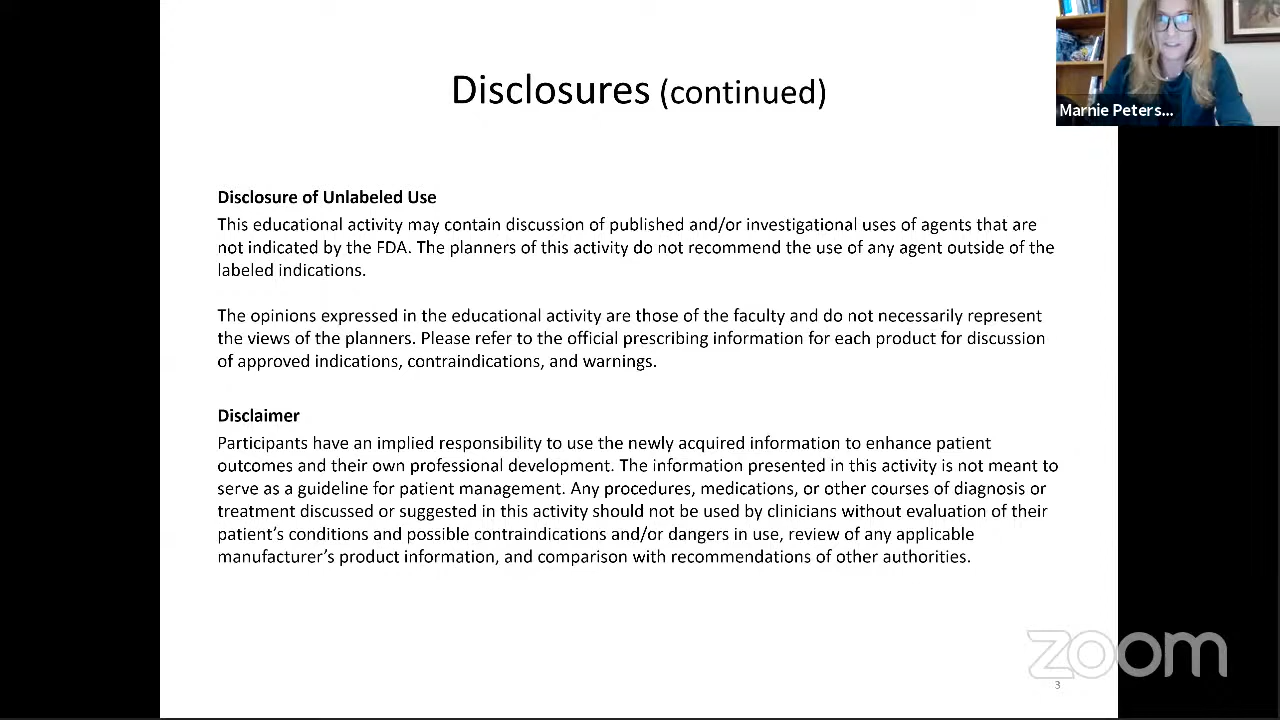 Disclosures (continued)
Marnie Peters...
Disclosure of Unlabeled Use
This educational activity may contain discussion of published and/or investigational uses of agents that are
not indicated by the FDA. The planners of this activity do not recommend the use of any agent outside of the
labeled indications.
The opinions expressed in the educational activity are those of the faculty and do not necessarily represent
the views of the planners. Please refer to the official prescribing information for each product for discussion
of approved indications, contraindications, and warnings.
Disclaimer
Participants have an implied responsibility to use the newly acquired information to enhance patient
outcomes and their own professional development. The information presented in this activity is not meant to
serve as a guideline for patient management. Any procedures, medications, or other courses of diagnosis or
treatment discussed or suggested in this activity should not be used by clinicians without evaluation of their
patient’s conditions and possible contraindications and/or dangers in use, review of any applicable
manufacturer’s product information, and comparison with recommendations of other authorities.
zoom
3